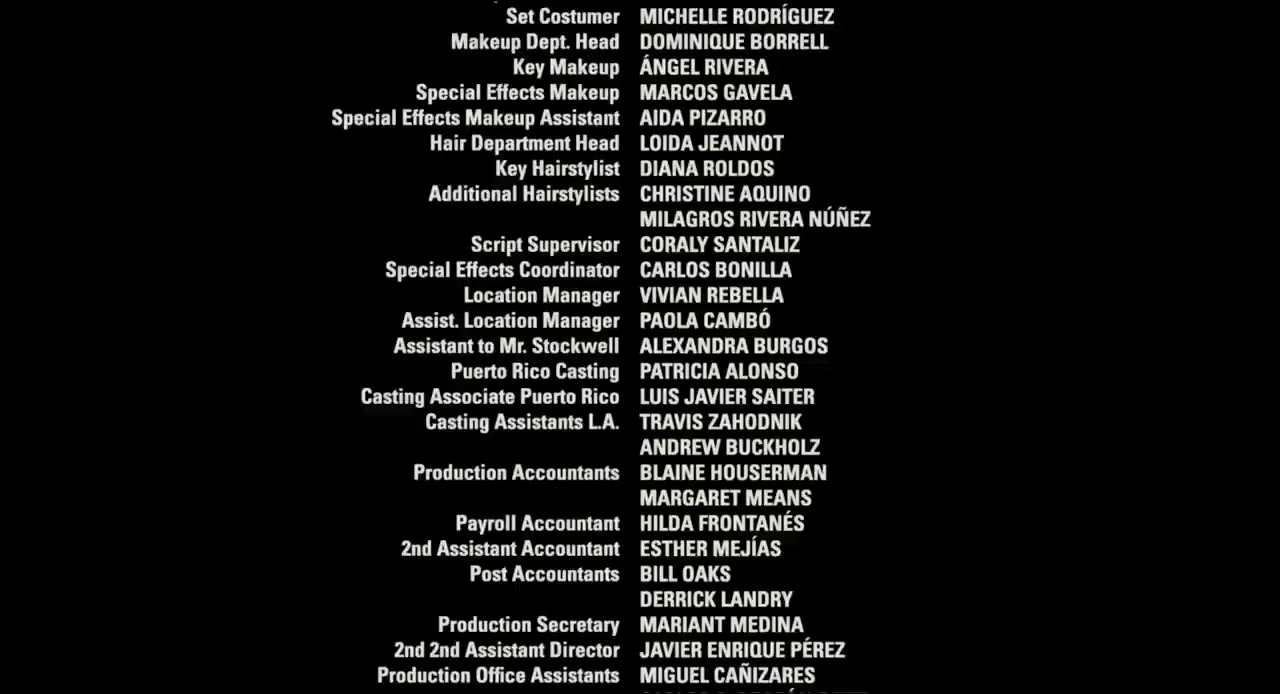 Set Costumer MICHELLE RODRÍGUEZ
Makeup Dept. Head DOMINIQUE BORRELL
Key Makeup ÁNGEL RIVERA
Special Effects Makeup MARCOS GAVELA
Special Effects Makeup Assistant AIDA PIZARRO
Hair Department Head LOIDA JEANNOT
Key Hairstylist DIANA ROLDOS
Additional Hairstylists CHRISTINE AQUINO
MILAGROS RIVERA NÚÑEZ
Script Supervisor CORALY SANTALIZ
Special Effects Coordinator CARLOS BONILLA
Location Manager VIVIAN REBELLA
Assist. Location Manager PAOLA CAMBÓ
Assistant to Mr. Stockwell ALEXANDRA BURGOS
Puerto Rico Casting PATRICIA ALONSO
Casting Associate Puerto Rico LUIS JAVIER SAITER
Casting Assistants L.A. TRAVIS ZAHODNIK
ANDREW BUCKHOLZ
Production Accountants BLAINE HOUSERMAN
MARGARET MEANS
Payroll Accountant HILDA FRONTANÉS
2nd Assistant Accountant ESTHER MEJÍAS
Post Accountants BILL OAKS
DERRICK LANDRY
Production Secretary MARIANT MEDINA
2nd 2nd Assistant Director JAVIER ENRIQUE PÉREZ
Production Office Assistants MIGUEL CAÑIZARES